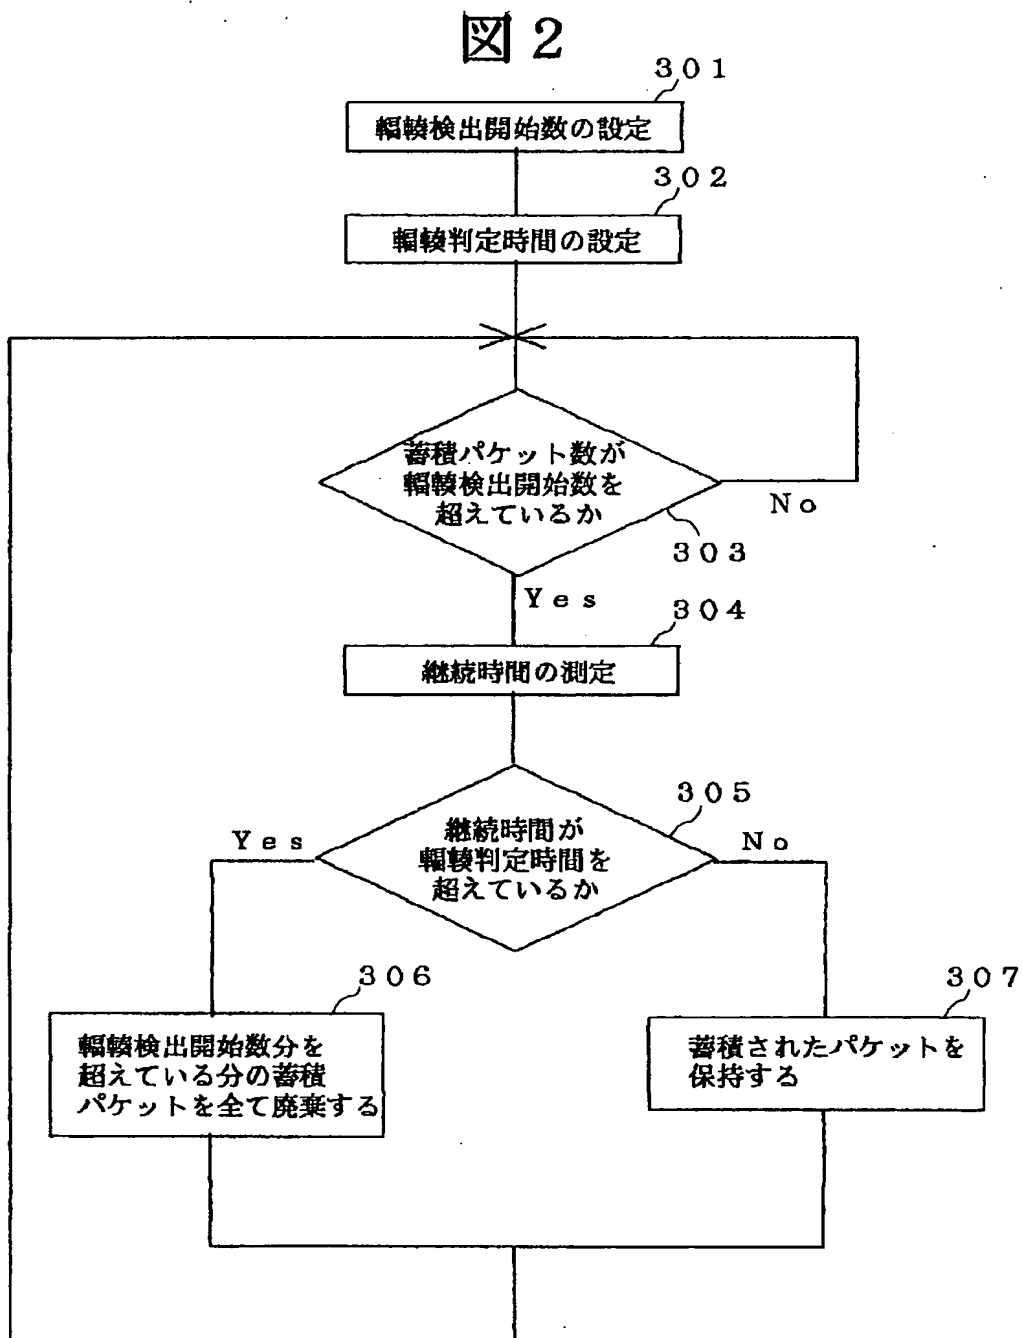 図2
301
輻輳検出開始数の設定
302
輻輳判定時間の設定
蓄積パケット数が
輻輳検出開始数を
超えているか
No
303
Yes
304
継続時間の測定
305
Yes
継続時間が
輻輳判定時間を
超えているか
No
306
輻輳検出開始数分を
超えている分の蓄積
パケットを全て廃棄する
307
蓄積されたパケットを
保持する